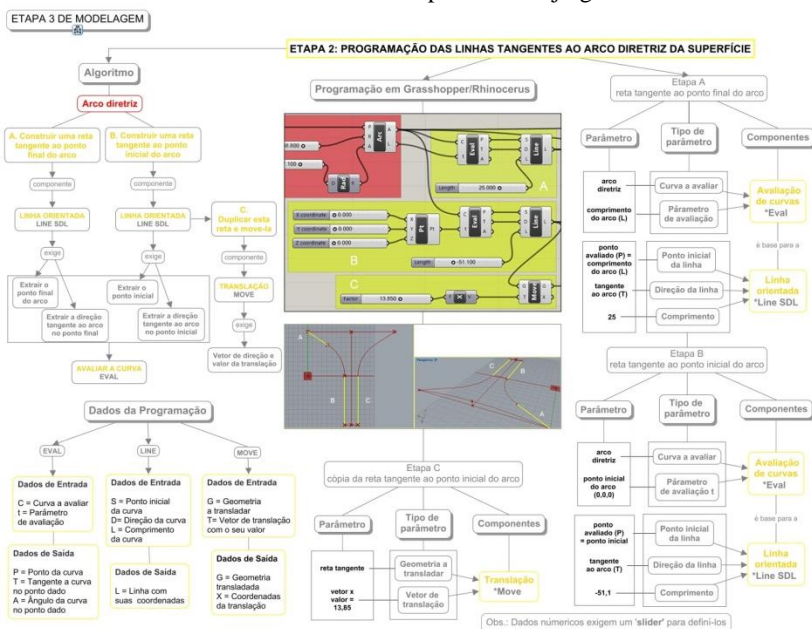 ETAPA 3 DE MODELAGEM
ETAPA 2: PROGRAMAÇÃO DAS LINHAS TANGENTES AO ARCO DIRETRIZ DA SUPERFÍCIE
Algoritmo
Arco diretriz
A. Construir uma reta
tangente ao ponto
final do arco
B. Construir uma reta
tangente ao ponto
inicial do arco
componente
componente
LINHA ORIENTADA
LINE SDL
LINHA ORIENTADA
LINE SDL
C.
Duplicar esta
reta e move-la
componente
exige
exige
TRANSLAÇÃO
MOVE
Extrair o ponto
final do arco
Extrair o
ponto inicial
Extrair a direção
tangente ao arco
no ponto final
Extrair a direção
tangente ao arco
no ponto inicial
exige
Vetor de direção e
valor da translação
AVALIAR A CURVA
EVAL
Programação em Grasshopper/Rhinocerus
P
R
A
Arc
A
L
Rad
Eval
Line
Length
25.000
A
X coordinate
0.000
Y coordinate
0.000
Z coordinate
0.000
X
Y
Z
Pt
Pt
Eval
Line
Length
-51.100
B
C
Factor
13.850
X
Move
A
B
C
C
B
A
Etapa A
reta tangente ao ponto final do arco
Parâmetro
Tipo de
parâmetro
Componentes
arco
diretriz
Curva a avaliar
comprimento
do arco (L)
Pârametro
de avaliação
Avaliação
de curvas
*Eval
é base para a
ponto
avaliado (P) =
comprimento
do arco (L)
Ponto inicial
da linha
tangente
ao arco (T)
Direção da linha
25
Comprimento
Linha
orientada
*Line SDL
Etapa B
reta tangente ao ponto inicial do arco
Parâmetro
Tipo de
parâmetro
Componentes
arco
diretriz
Curva a avaliar
ponto inicial
do arco
(0,0,0)
Pârametro
de avaliação t
Avaliação
de curvas
*Eval
é base para a
ponto
avaliado (P)
= ponto inicial
Ponto inicial
da linha
tangente
ao arco (T)
Direção da linha
-51,1
Comprimento
Linha
orientada
*Line SDL
Dados da Programação
EVAL
LINE
MOVE
Dados de Entrada
C = Curva a avaliar
t = Parâmetro
de avaliação
Dados de Saída
P = Ponto da curva
T = Tangente a curva
no ponto dado
A = Ângulo da curva
no ponto dado
Dados de Entrada
S = Ponto inicial
da curva
D= Direção da curva
L = Comprimento
da curva
Dados de Saída
L = Linha com
suas coordenadas
Dados de Entrada
G = Geometria
a transladar
T= Vetor de translação
com o seu valor
Dados de Saída
G = Geometria
transladada
X = Coordenadas
da translação
Etapa C
cópia da reta tangente ao ponto inicial do arco
Parâmetro
Tipo de
parâmetro
Componentes
reta tangente
Geometria a
transladar
vetor x
valor =
13,85
Vetor de
translação
Translação
*Move
Obs.: Dados númericos exigem um 'slider' para definí-los